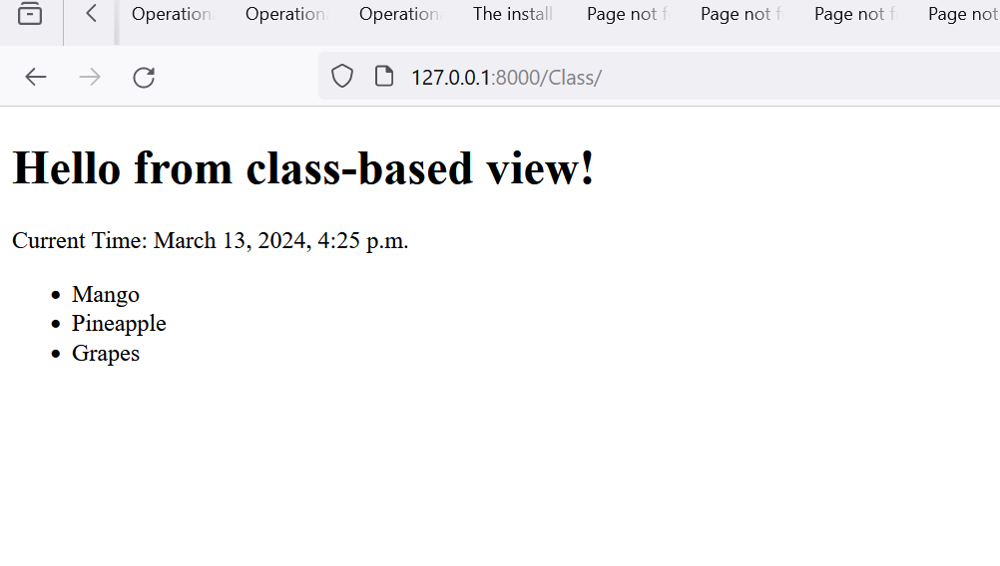 Operation Operation Operation The install Page not f Page not f Page not f Page not
127.0.0.1:8000/Class/
Hello from class-based view!
Current Time: March 13, 2024, 4:25 p.m.
Mango
Pineapple
Grapes